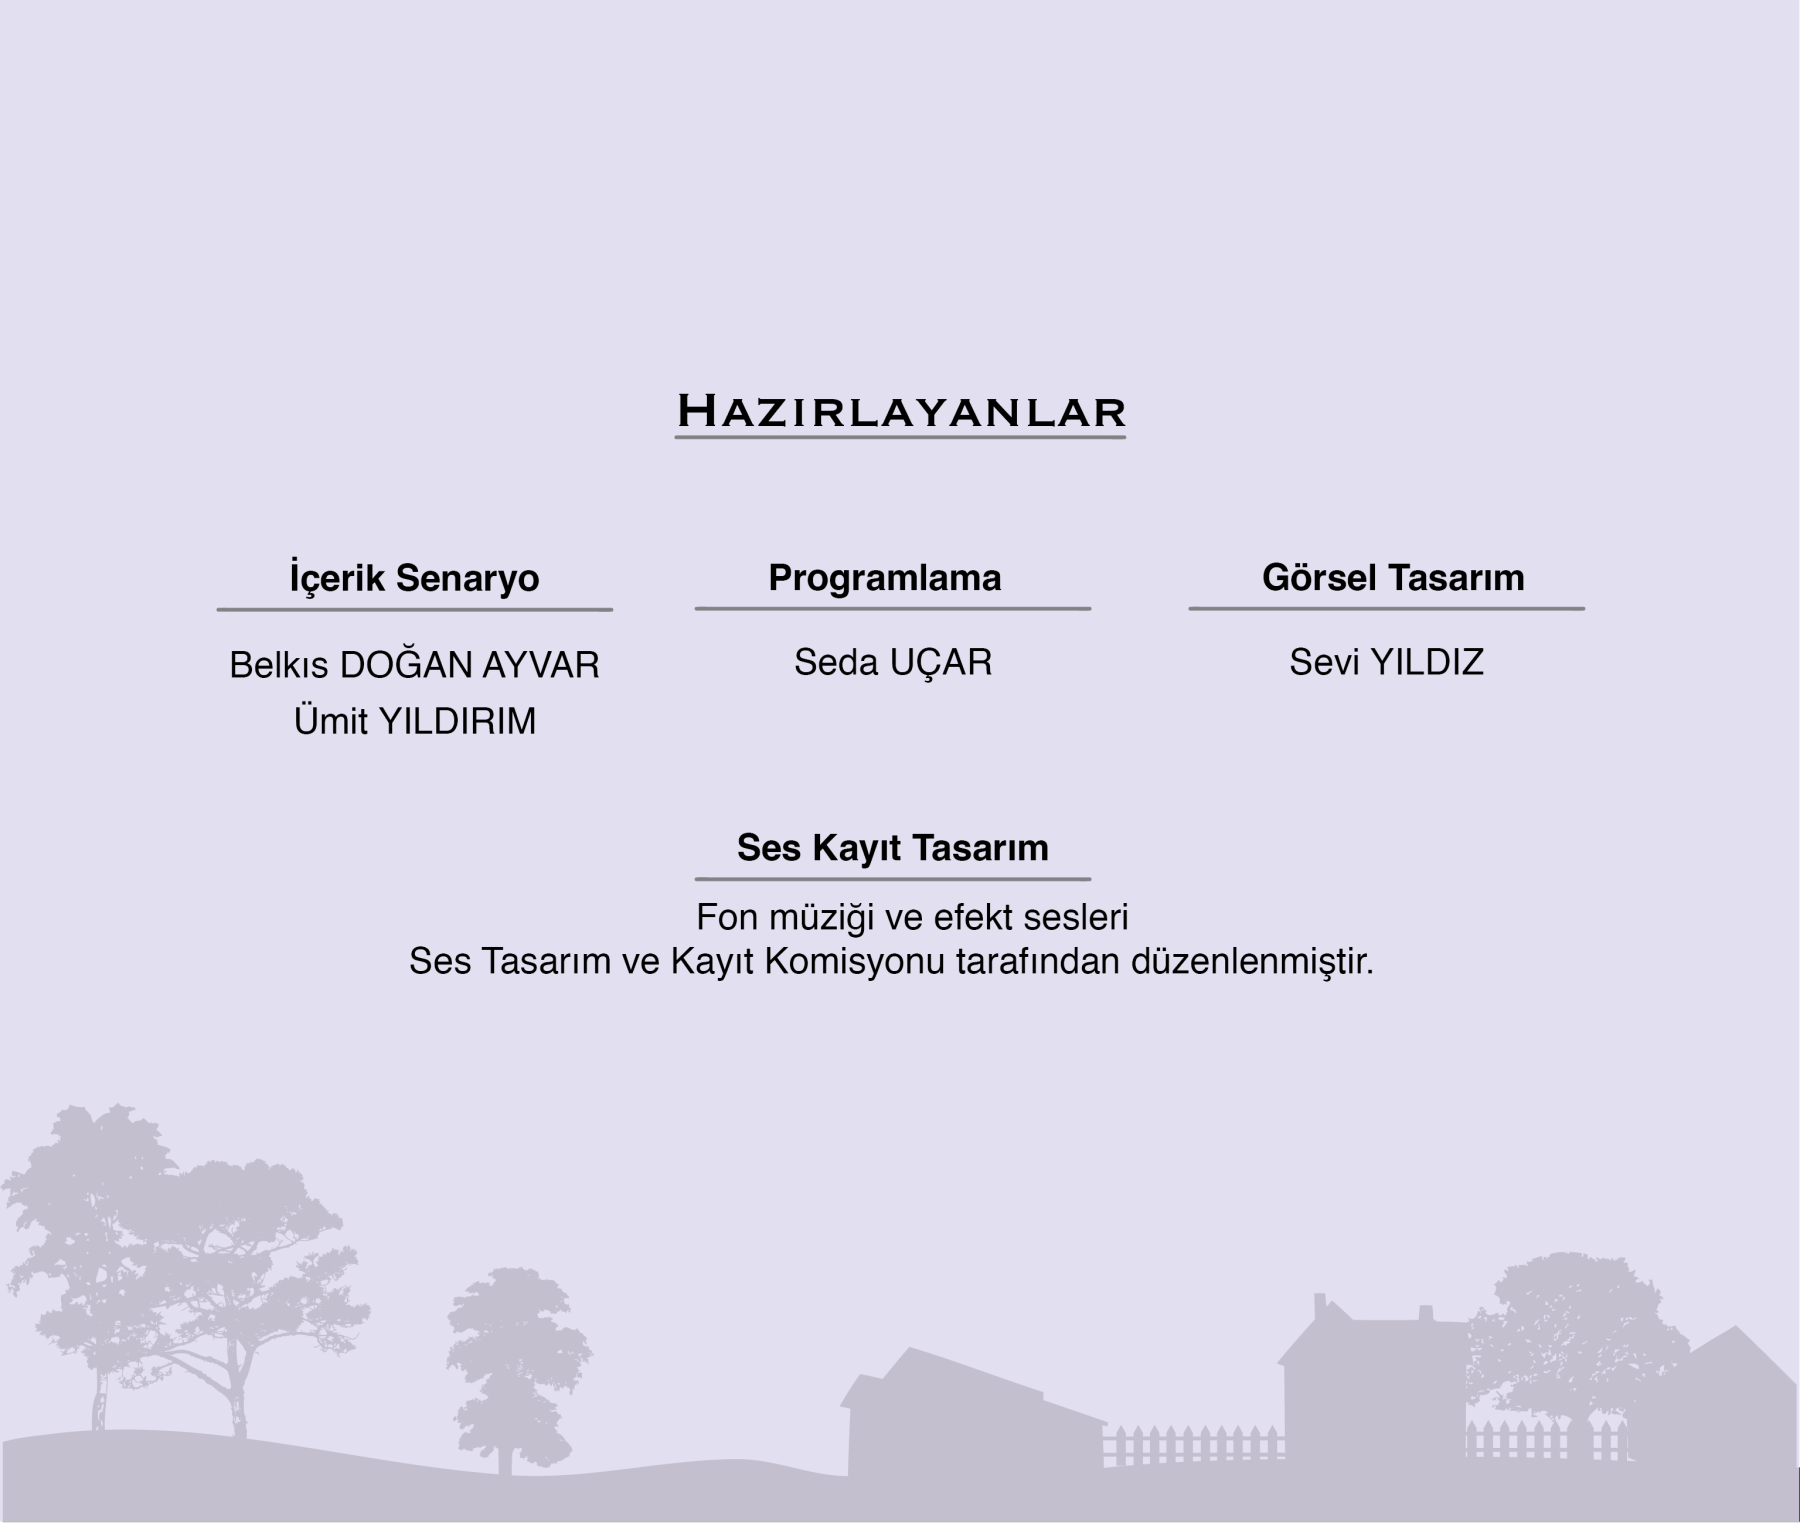 HAZIRLAYANLAR
İçerik Senaryo
Belkıs DOĞAN AYVAR
Ümit YILDIRIM
Programlama
Seda UÇAR
Görsel Tasarım
Sevi YILDIZ
Ses Kayıt Tasarım
Fon müziği ve efekt sesleri
Ses Tasarım ve Kayıt Komisyonu tarafından düzenlenmiştir.